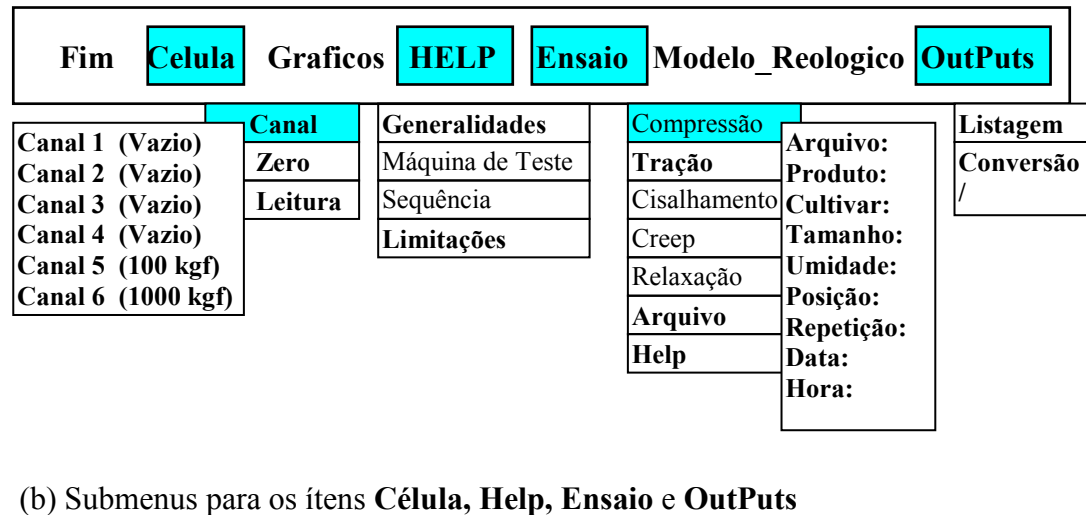 Fim Celula Graficos HELP Ensaio Modelo_Reologico OutPuts
Canal 1 (Vazio)
Canal 2 (Vazio)
Canal 3 (Vazio)
Canal 4 (Vazio)
Canal 5 (100 kgf)
Canal 6 (1000 kgf)
Canal
Zero
Leitura
Generalidades
Máquina de Teste
Sequência
Limitações
Compressão
Tração
Cisalhamento
Creep
Relaxação
Arquivo
Help
Arquivo:
Produto:
Cultivar:
Tamanho:
Umidade:
Posição:
Repetição:
Data:
Hora:
Listagem
Conversão
/
(b) Submenus para os ítens Célula, Help, Ensaio e OutPuts